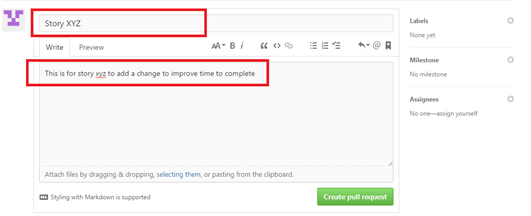 Story XYZ
Write Preview
AA B i
This is for story xyz to add a change to improve time to complete
Attach files by dragging & dropping, selecting them, or pasting from the clipboard.
Styling with Markdown is supported
Create pull request
Labels
None yet
Milestone
No milestone
Assignees
No one—assign yourself